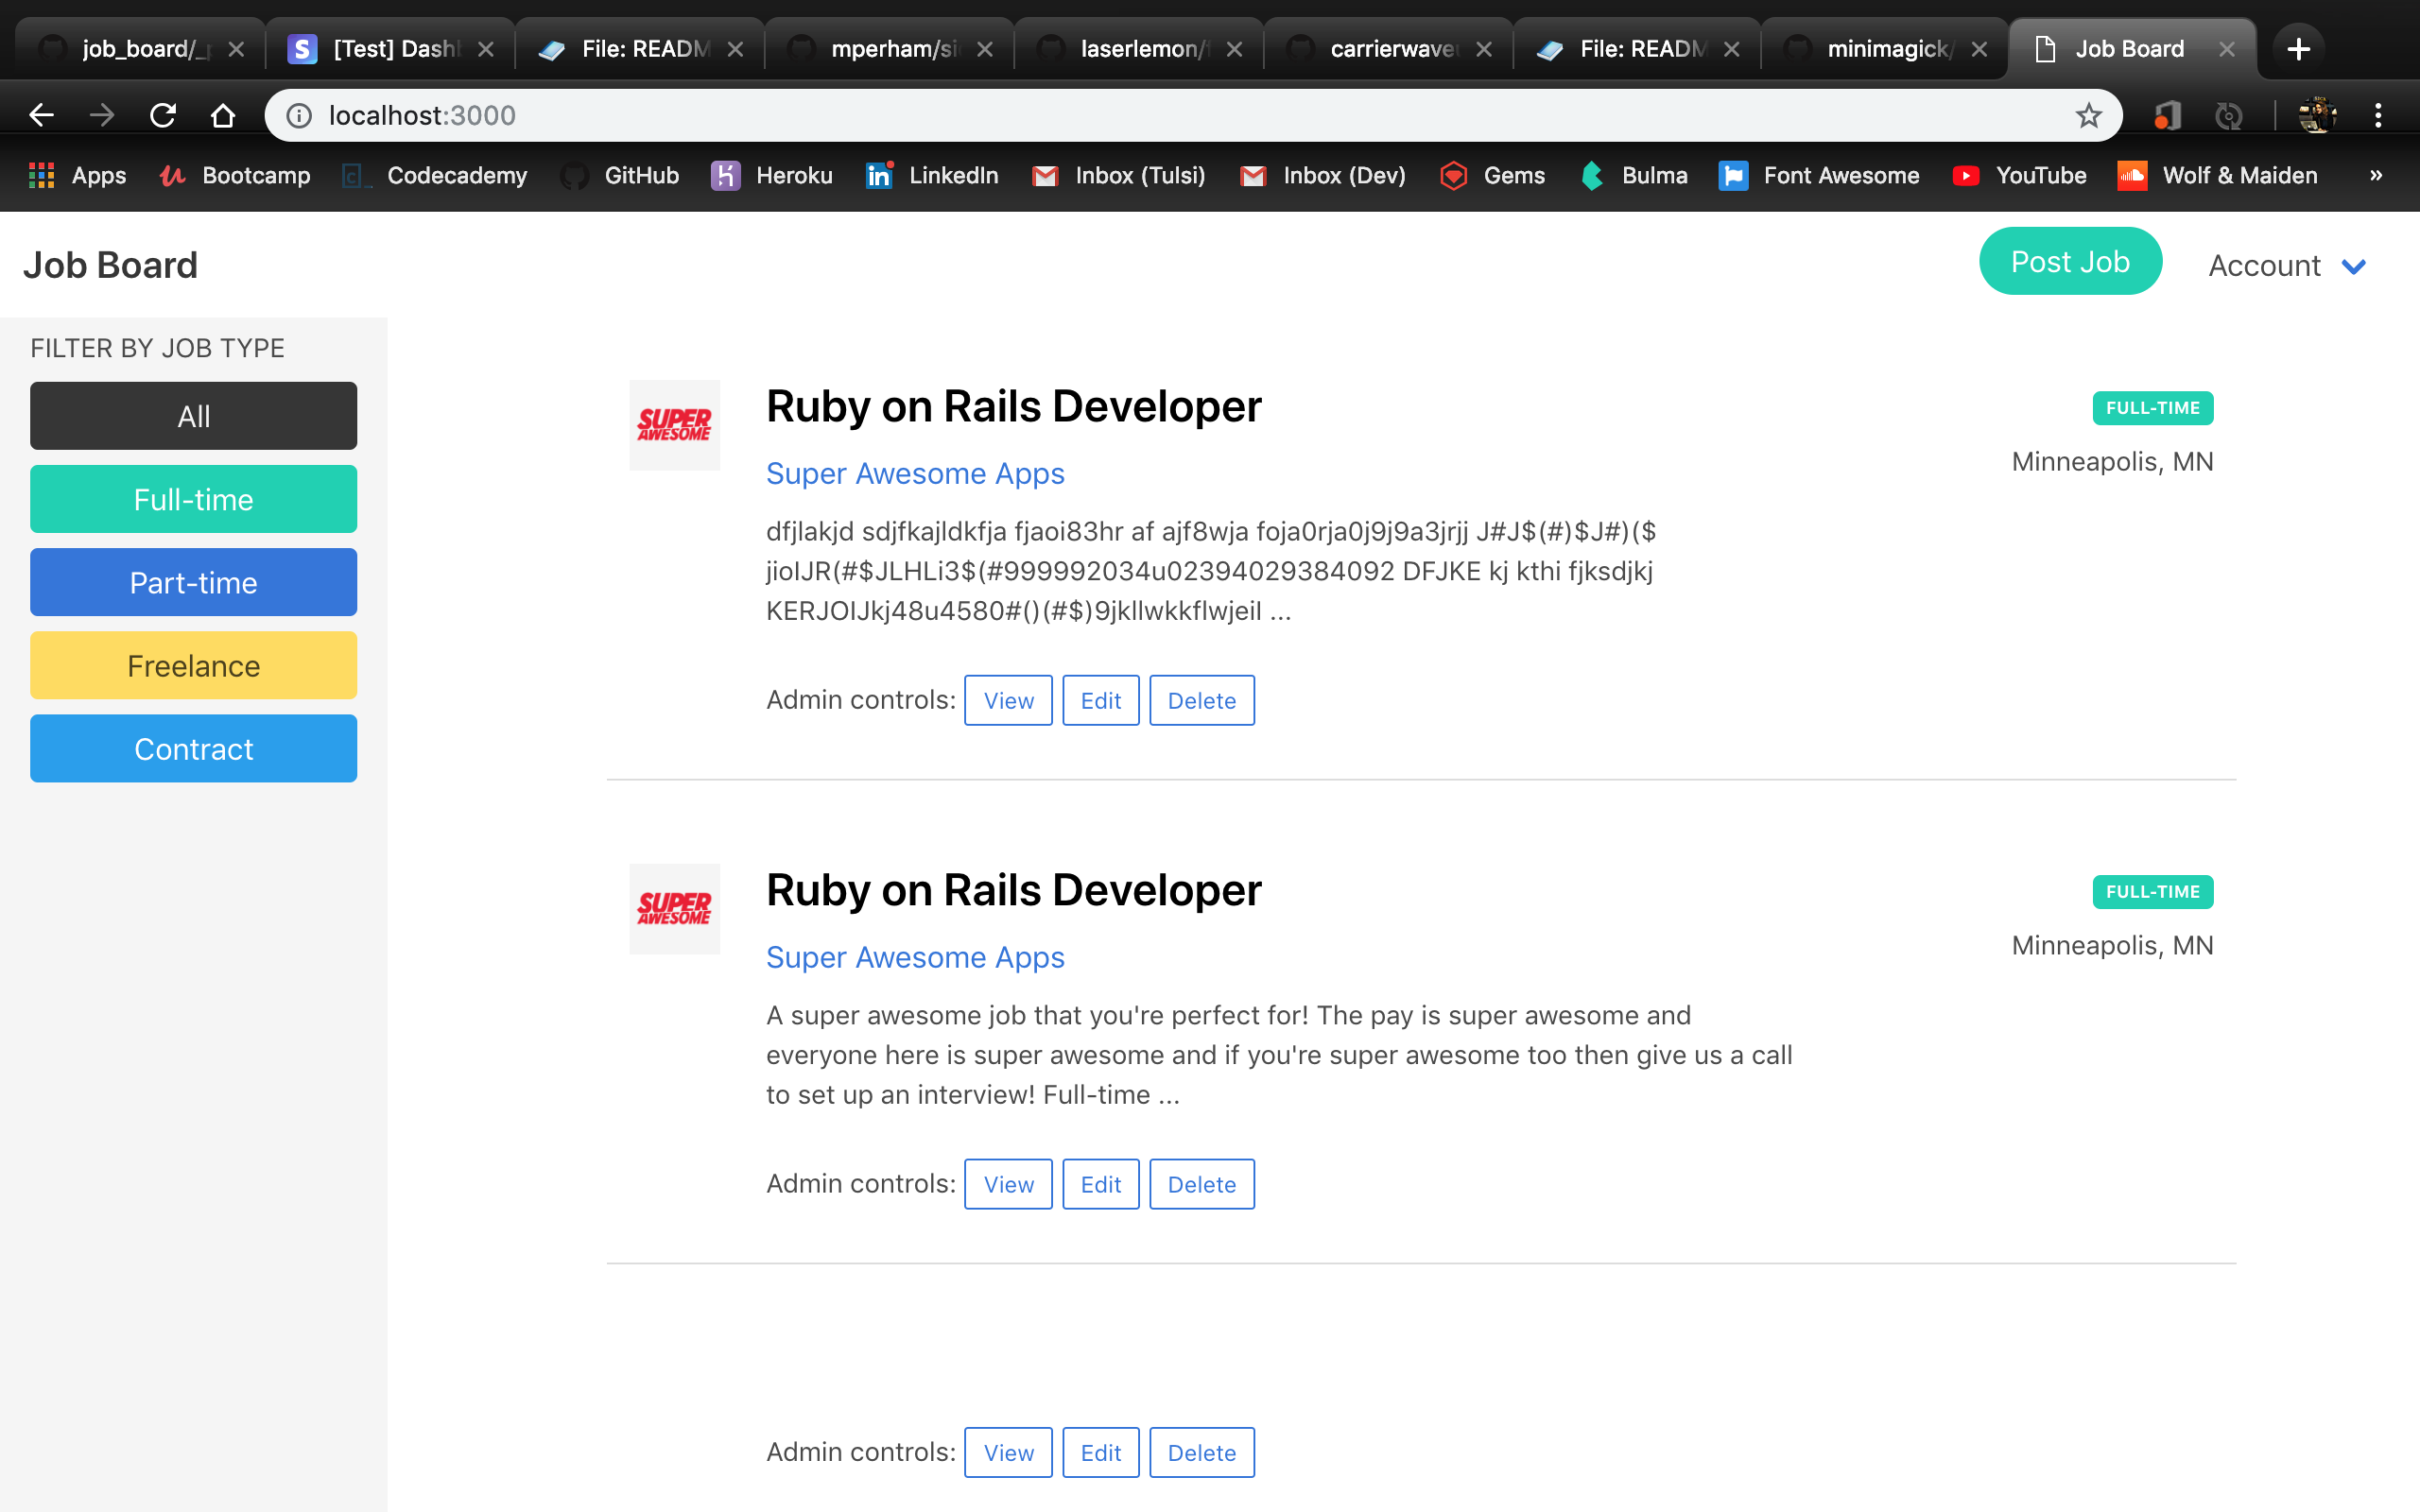 job_board/_p
[Test] Dashb
File: READM
mperham/si
laserlemon/f
carrierwaveu
File: READM
minimagick/
Job Board
localhost:3000
Apps
Bootcamp
Codecademy
GitHub
Heroku
LinkedIn
Inbox (Tulsi)
Inbox (Dev)
Gems
Bulma
Font Awesome
YouTube
Wolf & Maiden
»
Job Board
Post Job
Account
FILTER BY JOB TYPE
All
Full-time
Part-time
Freelance
Contract
SUPER
AWESOME
Ruby on Rails Developer
FULL-TIME
Super Awesome Apps
Minneapolis, MN
dfjlakjd sdjfkajldkfja fjaoi83hr af ajf8wja foja0rja0j9j9a3jrjj J#J$(#)$J#)($
jioIJR(#$JLHLi3$(#999992034u02394029384092 DFJKE kj kthi fjksdjkj
KERJOIJkj48u4580#()(#$)9jkllwkkflwjeiI ...
Admin controls: View Edit Delete
SUPER
AWESOME
Ruby on Rails Developer
FULL-TIME
Super Awesome Apps
Minneapolis, MN
A super awesome job that you're perfect for! The pay is super awesome and
everyone here is super awesome and if you're super awesome too then give us a call
to set up an interview! Full-time ...
Admin controls: View Edit Delete
Admin controls: View Edit Delete